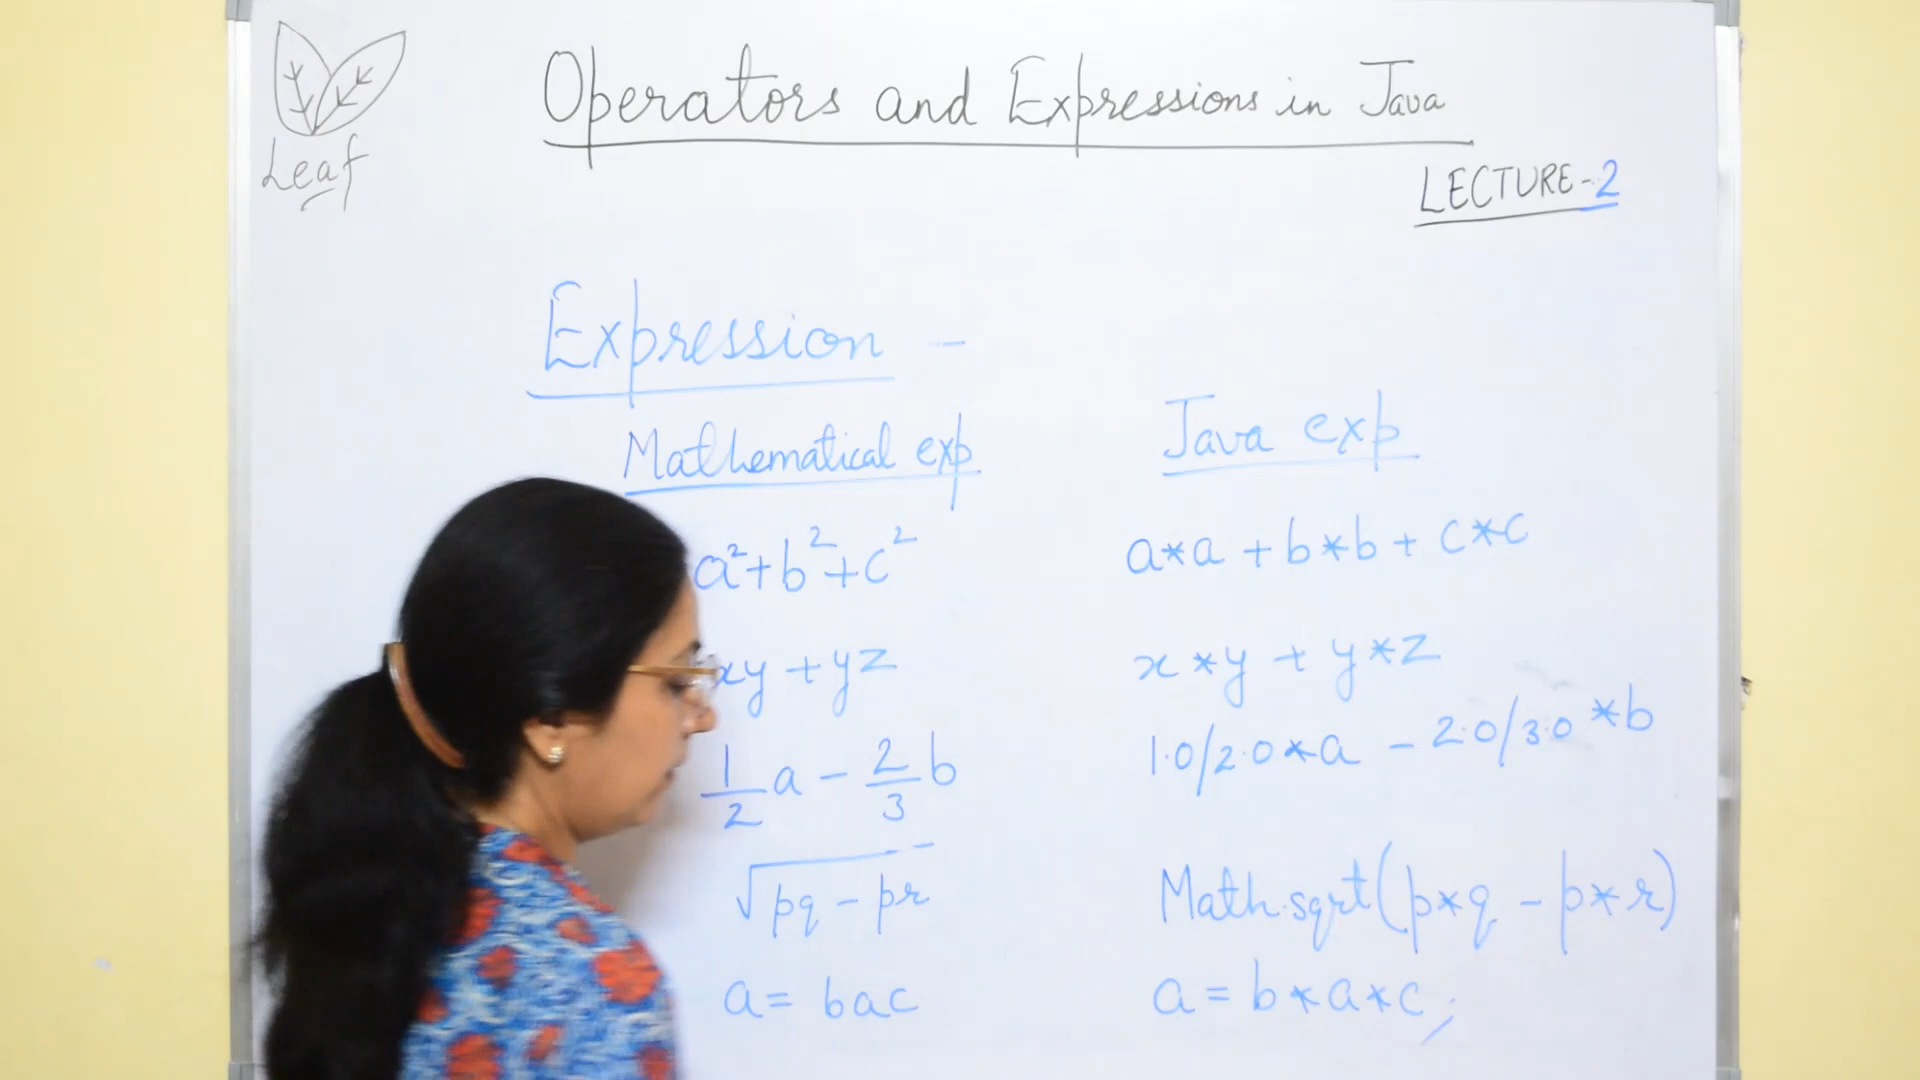 Leaf
Operators and Expressions in Java
LECTURE-2
Expression -
Mathematical exp Java exp
a²+b²+c² a*a + b*b + c*c
xy + yz x*y + y*z
1/2 a - 2/3 b 1.0/2.0*a - 2.0/3.0*b
√pq - pr Math.sqrt(p*q - p*r)
a = bac a = b*a*c;